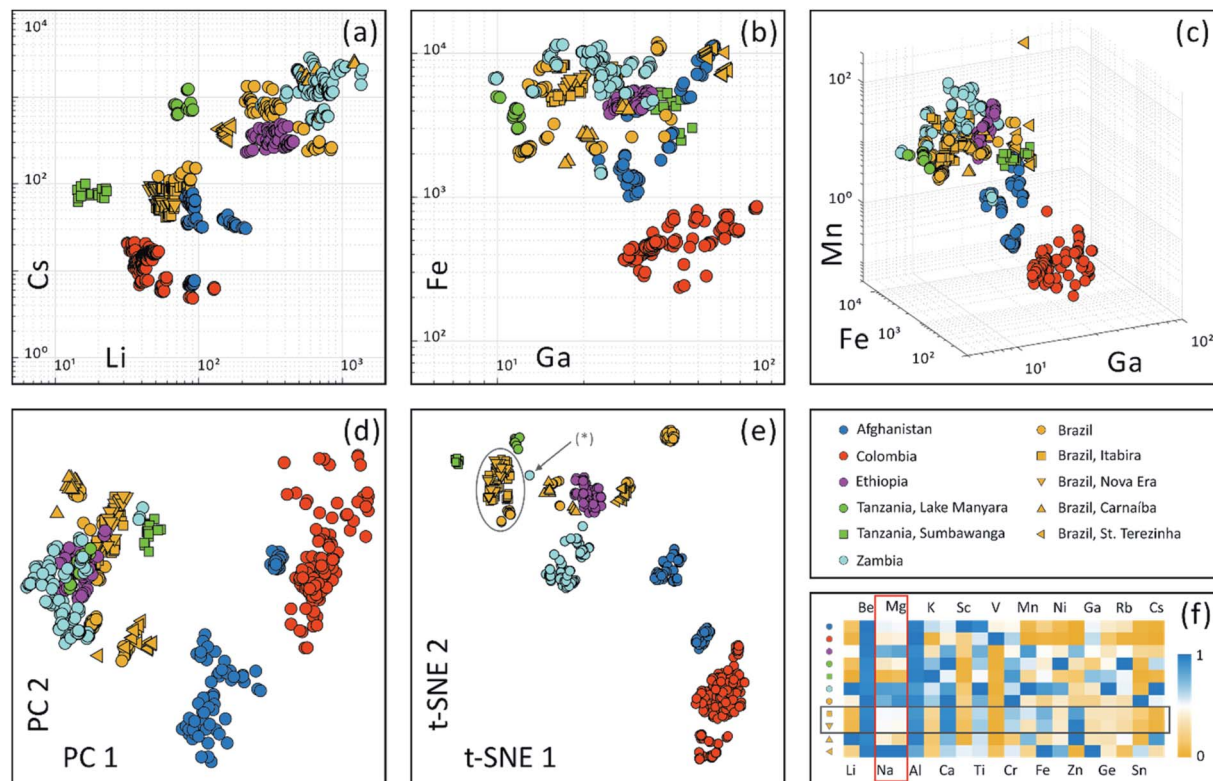 (a)
10⁴
10²
10⁰
10¹
10²
10³
Cs
Li
(b)
10⁴
10³
10²
10¹
10²
Fe
Ga
(c)
10²
10⁰
Mn
10⁴
10³
10²
Fe
10¹
10²
Ga
(d)
PC 2
PC 1
(e)
(*)
t-SNE 2
t-SNE 1
Afghanistan
Colombia
Ethiopia
Tanzania, Lake Manyara
Tanzania, Sumbawanga
Zambia
Brazil
Brazil, Itabira
Brazil, Nova Era
Brazil, Carnaíba
Brazil, St. Terezinha
(f)
Be Mg K Sc V Mn Ni Ga Rb Cs
1
0
Li Na Al Ca Ti Cr Fe Zn Ge Sn